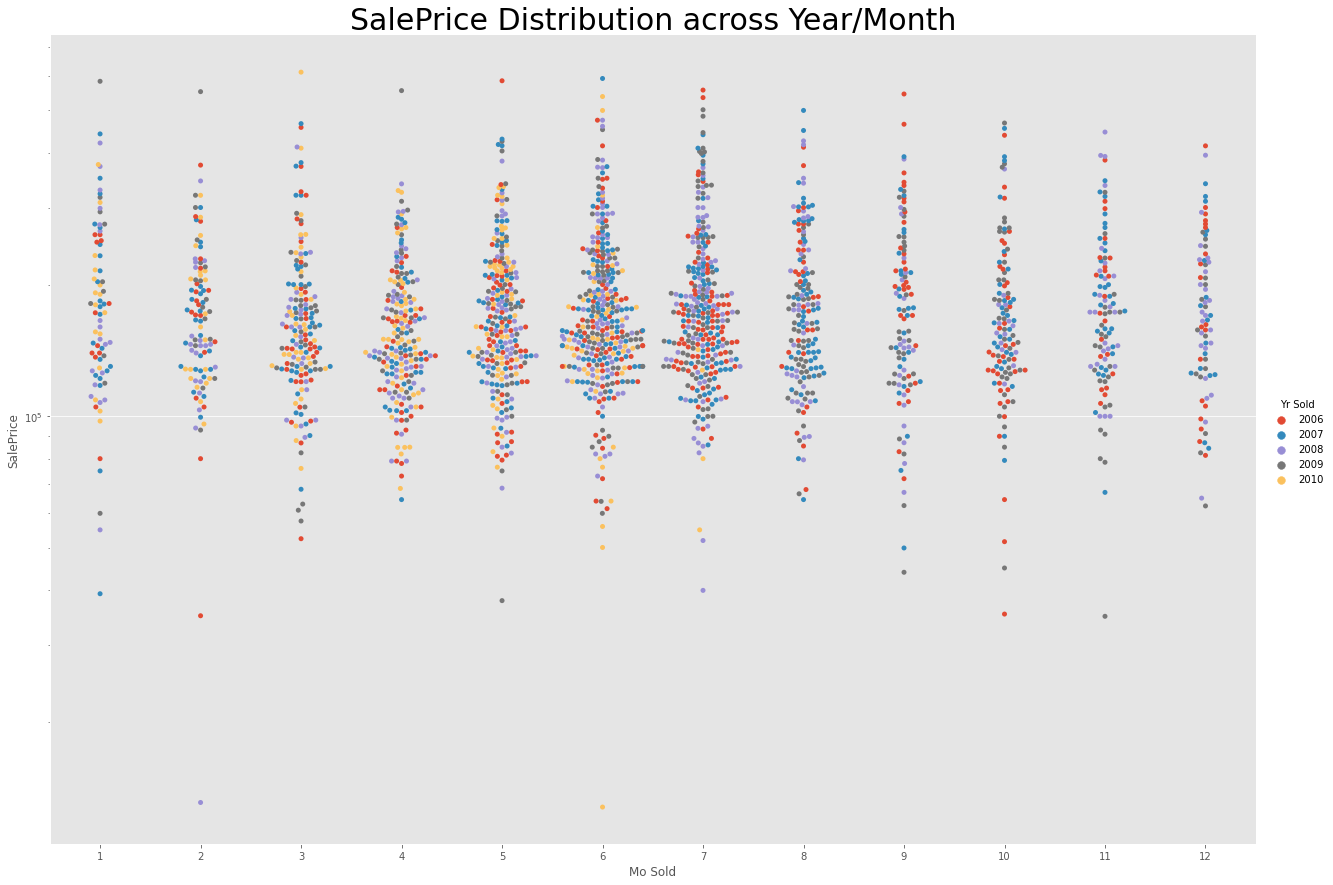 SalePrice Distribution across Year/Month
SalePrice
10⁵
1 2 3 4 5 6 7 8 9 10 11 12
Mo Sold
Yr Sold
2006
2007
2008
2009
2010